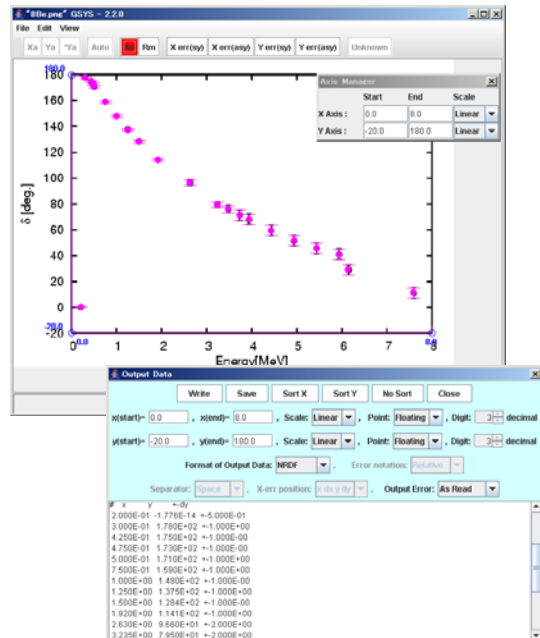 "8Be.png" GSYS - 2.2.0
File Edit View
Xa Ya ^Ya Auto All Rm X err(sy) X err(asy) Y err(sy) Y err(asy) Unknown
Axis Manager
Start End Scale
X Axis : 0.0 8.0 Linear
Y Axis : -20.0 180.0 Linear
180.0
180
160
140
120
100
80
60
40
20
0
-20.0
-20
δ [deg.]
0.0 8.0
0 1 2 3 4 5 6 7 8
Energy[MeV]
Output Data
Write Save Sort X Sort Y No Sort Close
x(start)= 0.0 , x(end)= 8.0 , Scale: Linear , Point: Floating , Digit: 3 decimal
y(start)= -20.0 , y(end)= 180.0 , Scale: Linear , Point: Floating , Digit: 3 decimal
Format of Output Data: NRDF , Error notation: Relative
Separator: Space , X-err position: x dx y dy , Output Error: As Read
# x y +-dy
2.000E-01 -1.776E-14 +-5.000E-01
3.000E-01 1.780E+02 +-1.000E+00
4.250E-01 1.750E+02 +-1.000E-00
4.750E-01 1.730E+02 +-1.000E-00
5.000E-01 1.710E+02 +-1.000E+00
7.500E-01 1.590E+02 +-1.000E+00
1.000E+00 1.480E+02 +-1.000E+00
1.250E+00 1.375E+02 +-1.000E+00
1.500E+00 1.284E+02 +-1.000E-00
1.920E+00 1.141E+02 +-1.000E+00
2.630E+00 9.660E+01 +-2.000E+00
3.235E+00 7.950E+01 +-2.000E+00